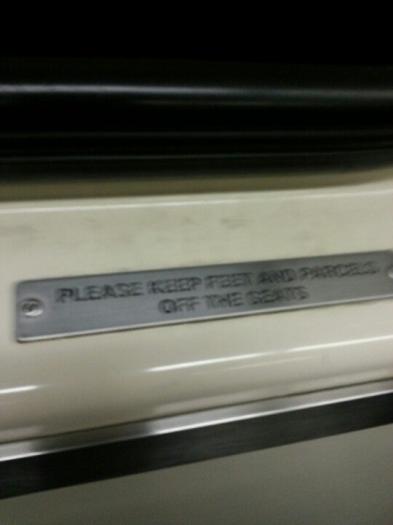 PLEASE KEEP FEET AND PARCELS
OFF THE SEATS